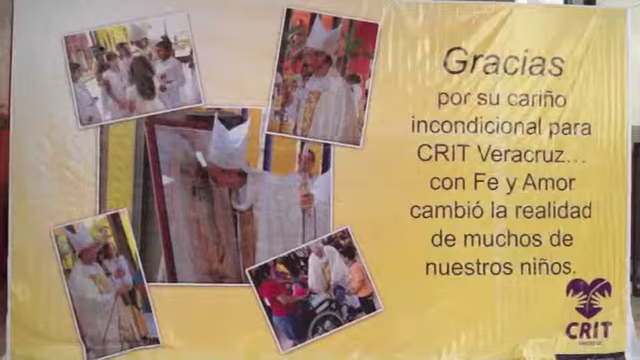 Gracias
por su cariño
incondicional para
CRIT Veracruz...
con Fe y Amor
cambió la realidad
de muchos de
nuestros niños.
CRIT